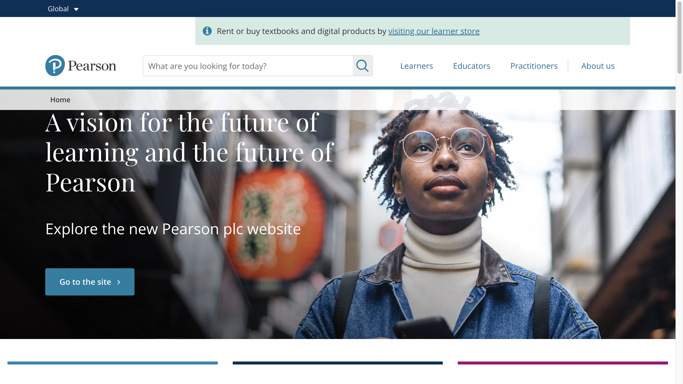 Global
Rent or buy textbooks and digital products by visiting our learner store
Pearson
What are you looking for today?
Learners
Educators
Practitioners
About us
Home
A vision for the future of
learning and the future of
Pearson
Explore the new Pearson plc website
Go to the site